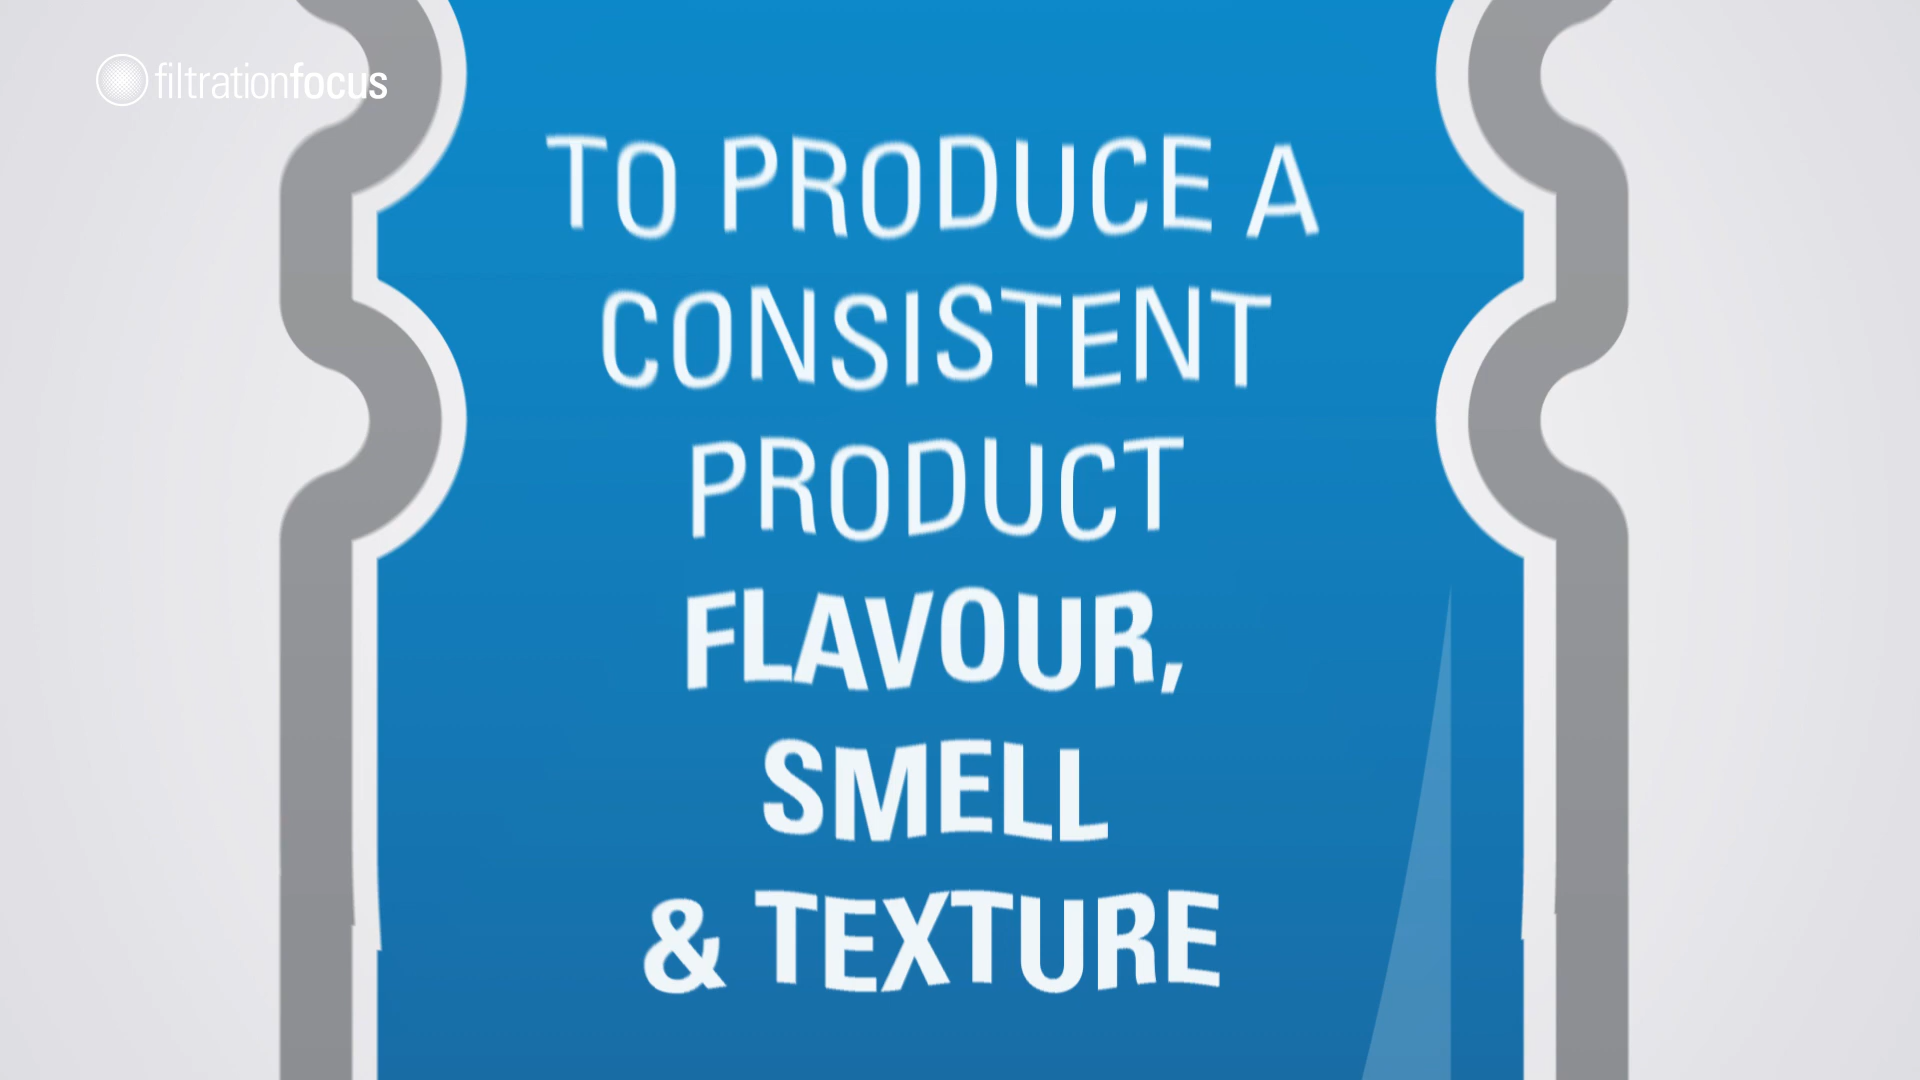 filtrationfocus
TO PRODUCE A
CONSISTENT
PRODUCT
FLAVOUR,
SMELL
& TEXTURE